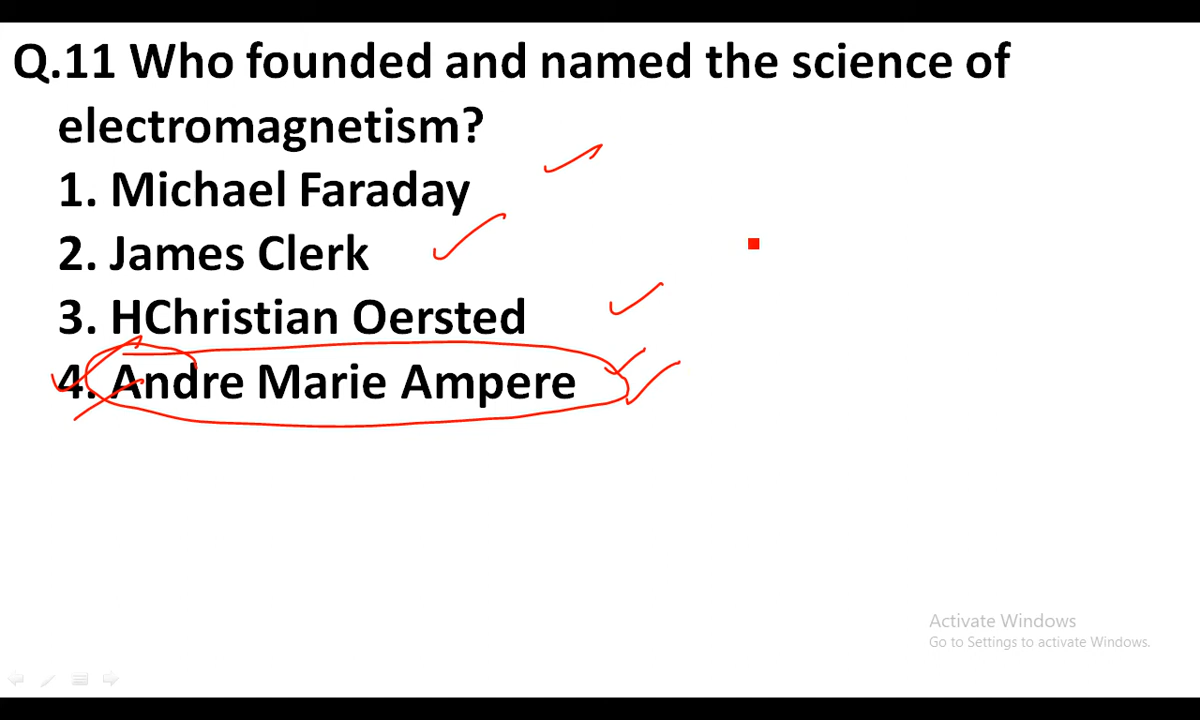 Q.11 Who founded and named the science of
electromagnetism?
1. Michael Faraday
2. James Clerk
3. HChristian Oersted
4. Andre Marie Ampere
Activate Windows
Go to Settings to activate Windows.